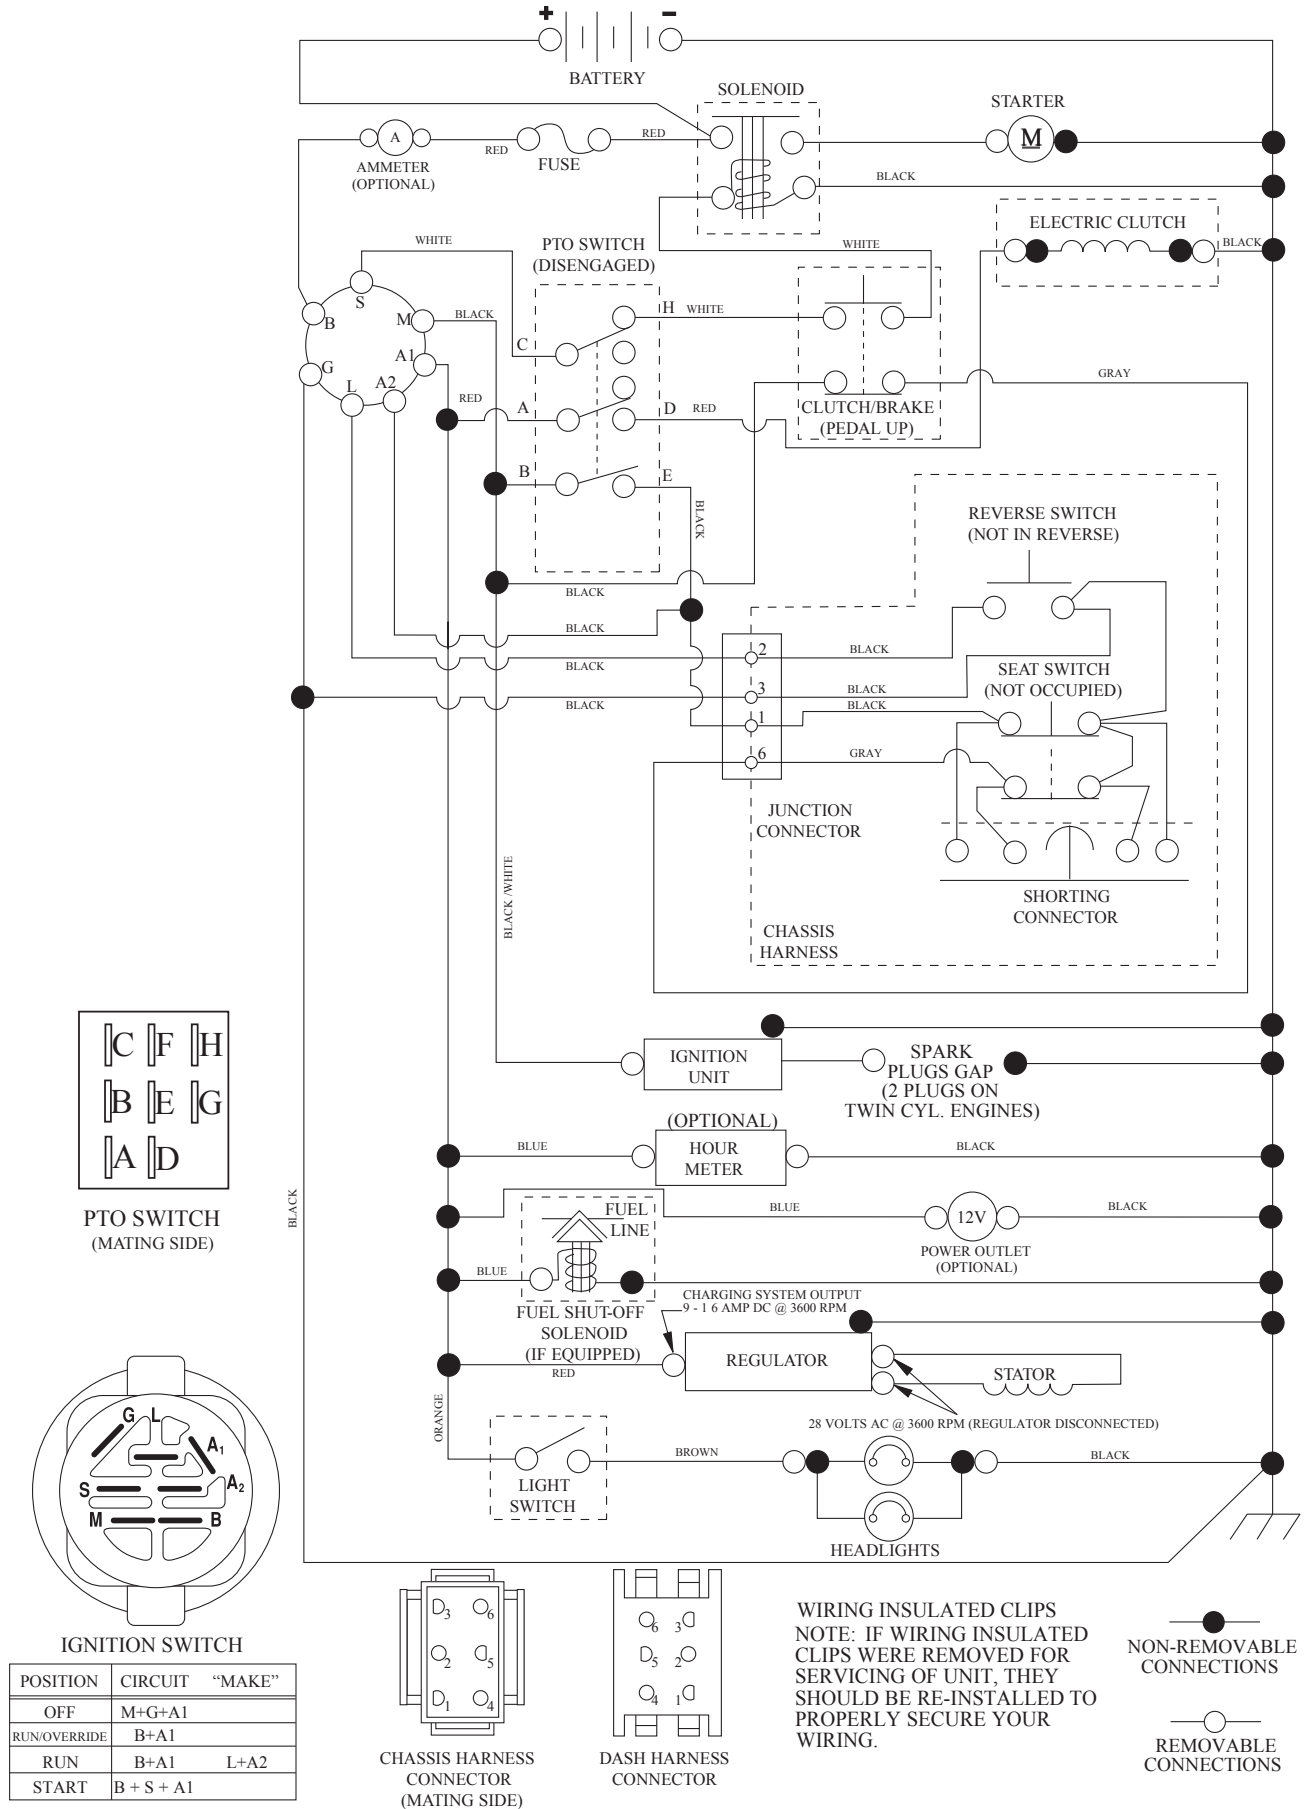 + −
BATTERY
SOLENOID
STARTER
A
RED
RED
M
AMMETER
(OPTIONAL)
FUSE
BLACK
ELECTRIC CLUTCH
WHITE
PTO SWITCH
(DISENGAGED)
WHITE
BLACK
S
B
M
BLACK
H
WHITE
C
A1
G
L
A2
GRAY
RED
A
D
RED
CLUTCH/BRAKE
(PEDAL UP)
B
E
BLACK
REVERSE SWITCH
(NOT IN REVERSE)
BLACK
BLACK
2
BLACK
BLACK
SEAT SWITCH
(NOT OCCUPIED)
3
BLACK
BLACK
BLACK
1
6
GRAY
JUNCTION
CONNECTOR
BLACK /WHITE
SHORTING
CONNECTOR
CHASSIS
HARNESS
C F H
B E G
A D
PTO SWITCH
(MATING SIDE)
IGNITION
UNIT
SPARK
PLUGS GAP
(2 PLUGS ON
TWIN CYL. ENGINES)
(OPTIONAL)
HOUR
METER
BLUE
BLACK
BLACK
FUEL
LINE
BLUE
12V
BLACK
POWER OUTLET
(OPTIONAL)
BLUE
CHARGING SYSTEM OUTPUT
9 - 1 6 AMP DC @ 3600 RPM
FUEL SHUT-OFF
SOLENOID
(IF EQUIPPED)
RED
REGULATOR
STATOR
ORANGE
28 VOLTS AC @ 3600 RPM (REGULATOR DISCONNECTED)
BROWN
BLACK
LIGHT
SWITCH
HEADLIGHTS
G L
A1
S
A2
M
B
IGNITION SWITCH
POSITION CIRCUIT “MAKE”
OFF M+G+A1
RUN/OVERRIDE B+A1
RUN B+A1 L+A2
START B + S + A1
3 6
2 5
1 4
CHASSIS HARNESS
CONNECTOR
(MATING SIDE)
6 3
5 2
4 1
DASH HARNESS
CONNECTOR
WIRING INSULATED CLIPS
NOTE: IF WIRING INSULATED
CLIPS WERE REMOVED FOR
SERVICING OF UNIT, THEY
SHOULD BE RE-INSTALLED TO
PROPERLY SECURE YOUR
WIRING.
NON-REMOVABLE
CONNECTIONS
REMOVABLE
CONNECTIONS